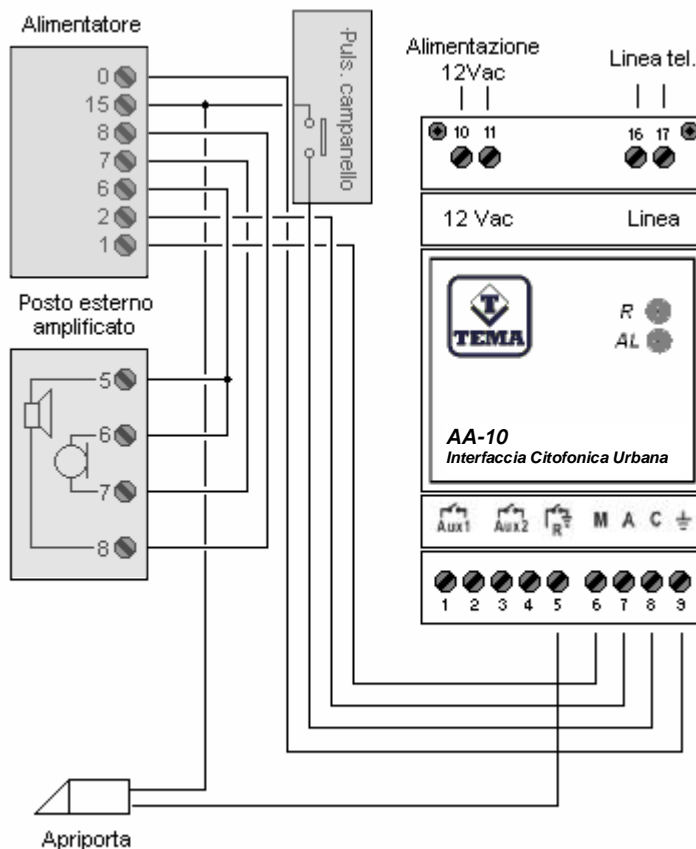 Alimentatore
0
15
8
7
6
2
1
·Puls. campanello
Posto esterno
amplificato
5
6
7
8
Apriporta
Alimentazione
12Vac
Linea tel.
10 11
16 17
12 Vac
Linea
T
TEMA
R
AL
AA-10
Interfaccia Citofonica Urbana
Aux1 Aux2 R M A C
1 2 3 4 5 6 7 8 9